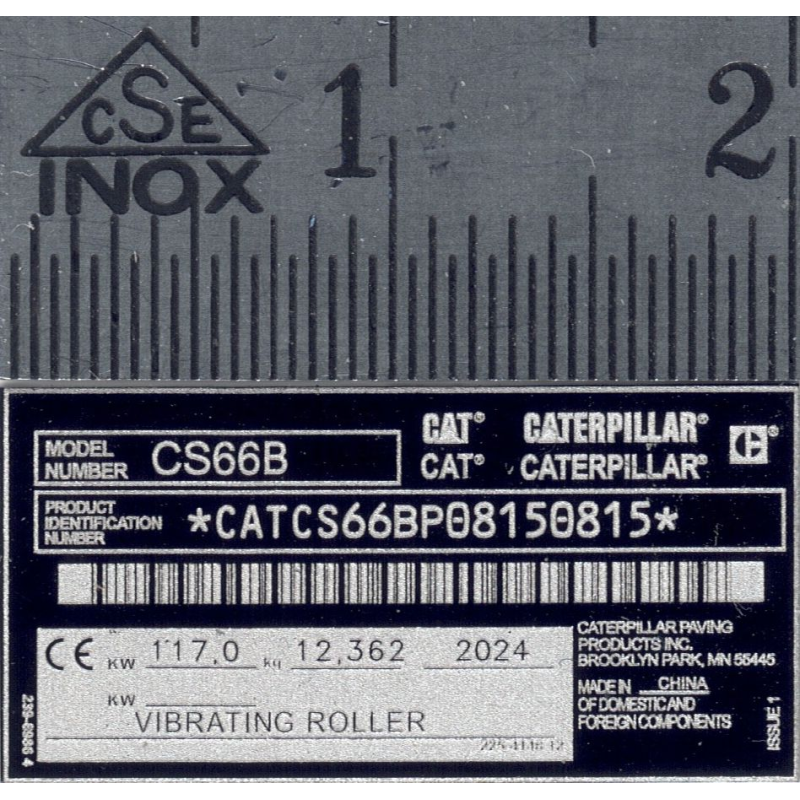 CSE
INOX
1 2
CAT® CATERPILLAR®
CAT® CATERPILLAR®
MODEL NUMBER CS66B
PRODUCT IDENTIFICATION NUMBER *CATCS66BP08150815*
CE KW 117,0 kg 12,362 2024
KW
VIBRATING ROLLER
CATERPILLAR PAVING
PRODUCTS INC.
BROOKLYN PARK, MN 55445
MADE IN CHINA
OF DOMESTIC AND
FOREIGN COMPONENTS
ISSUE 1